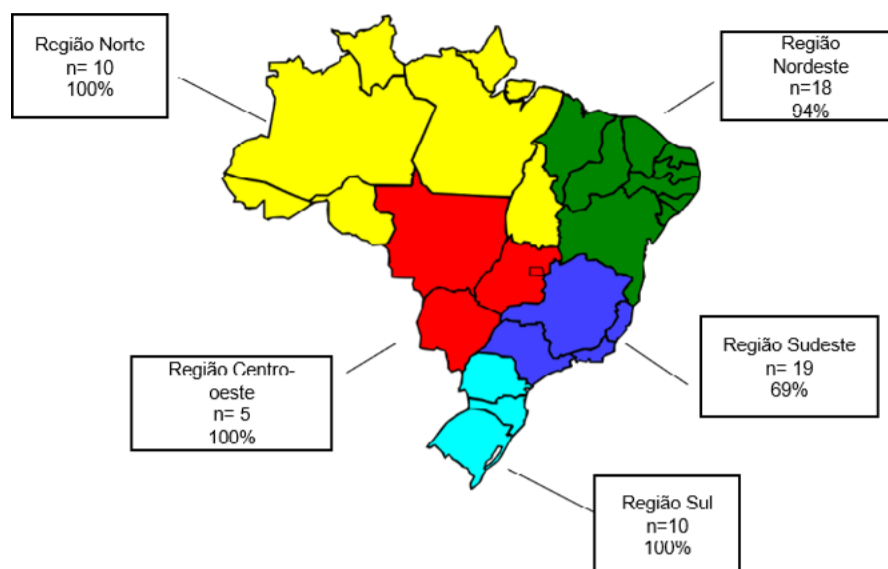 Região Norte
n= 10
100%
Região
Nordeste
n=18
94%
Região Sudeste
n= 19
69%
Região Centro-
oeste
n= 5
100%
Região Sul
n=10
100%